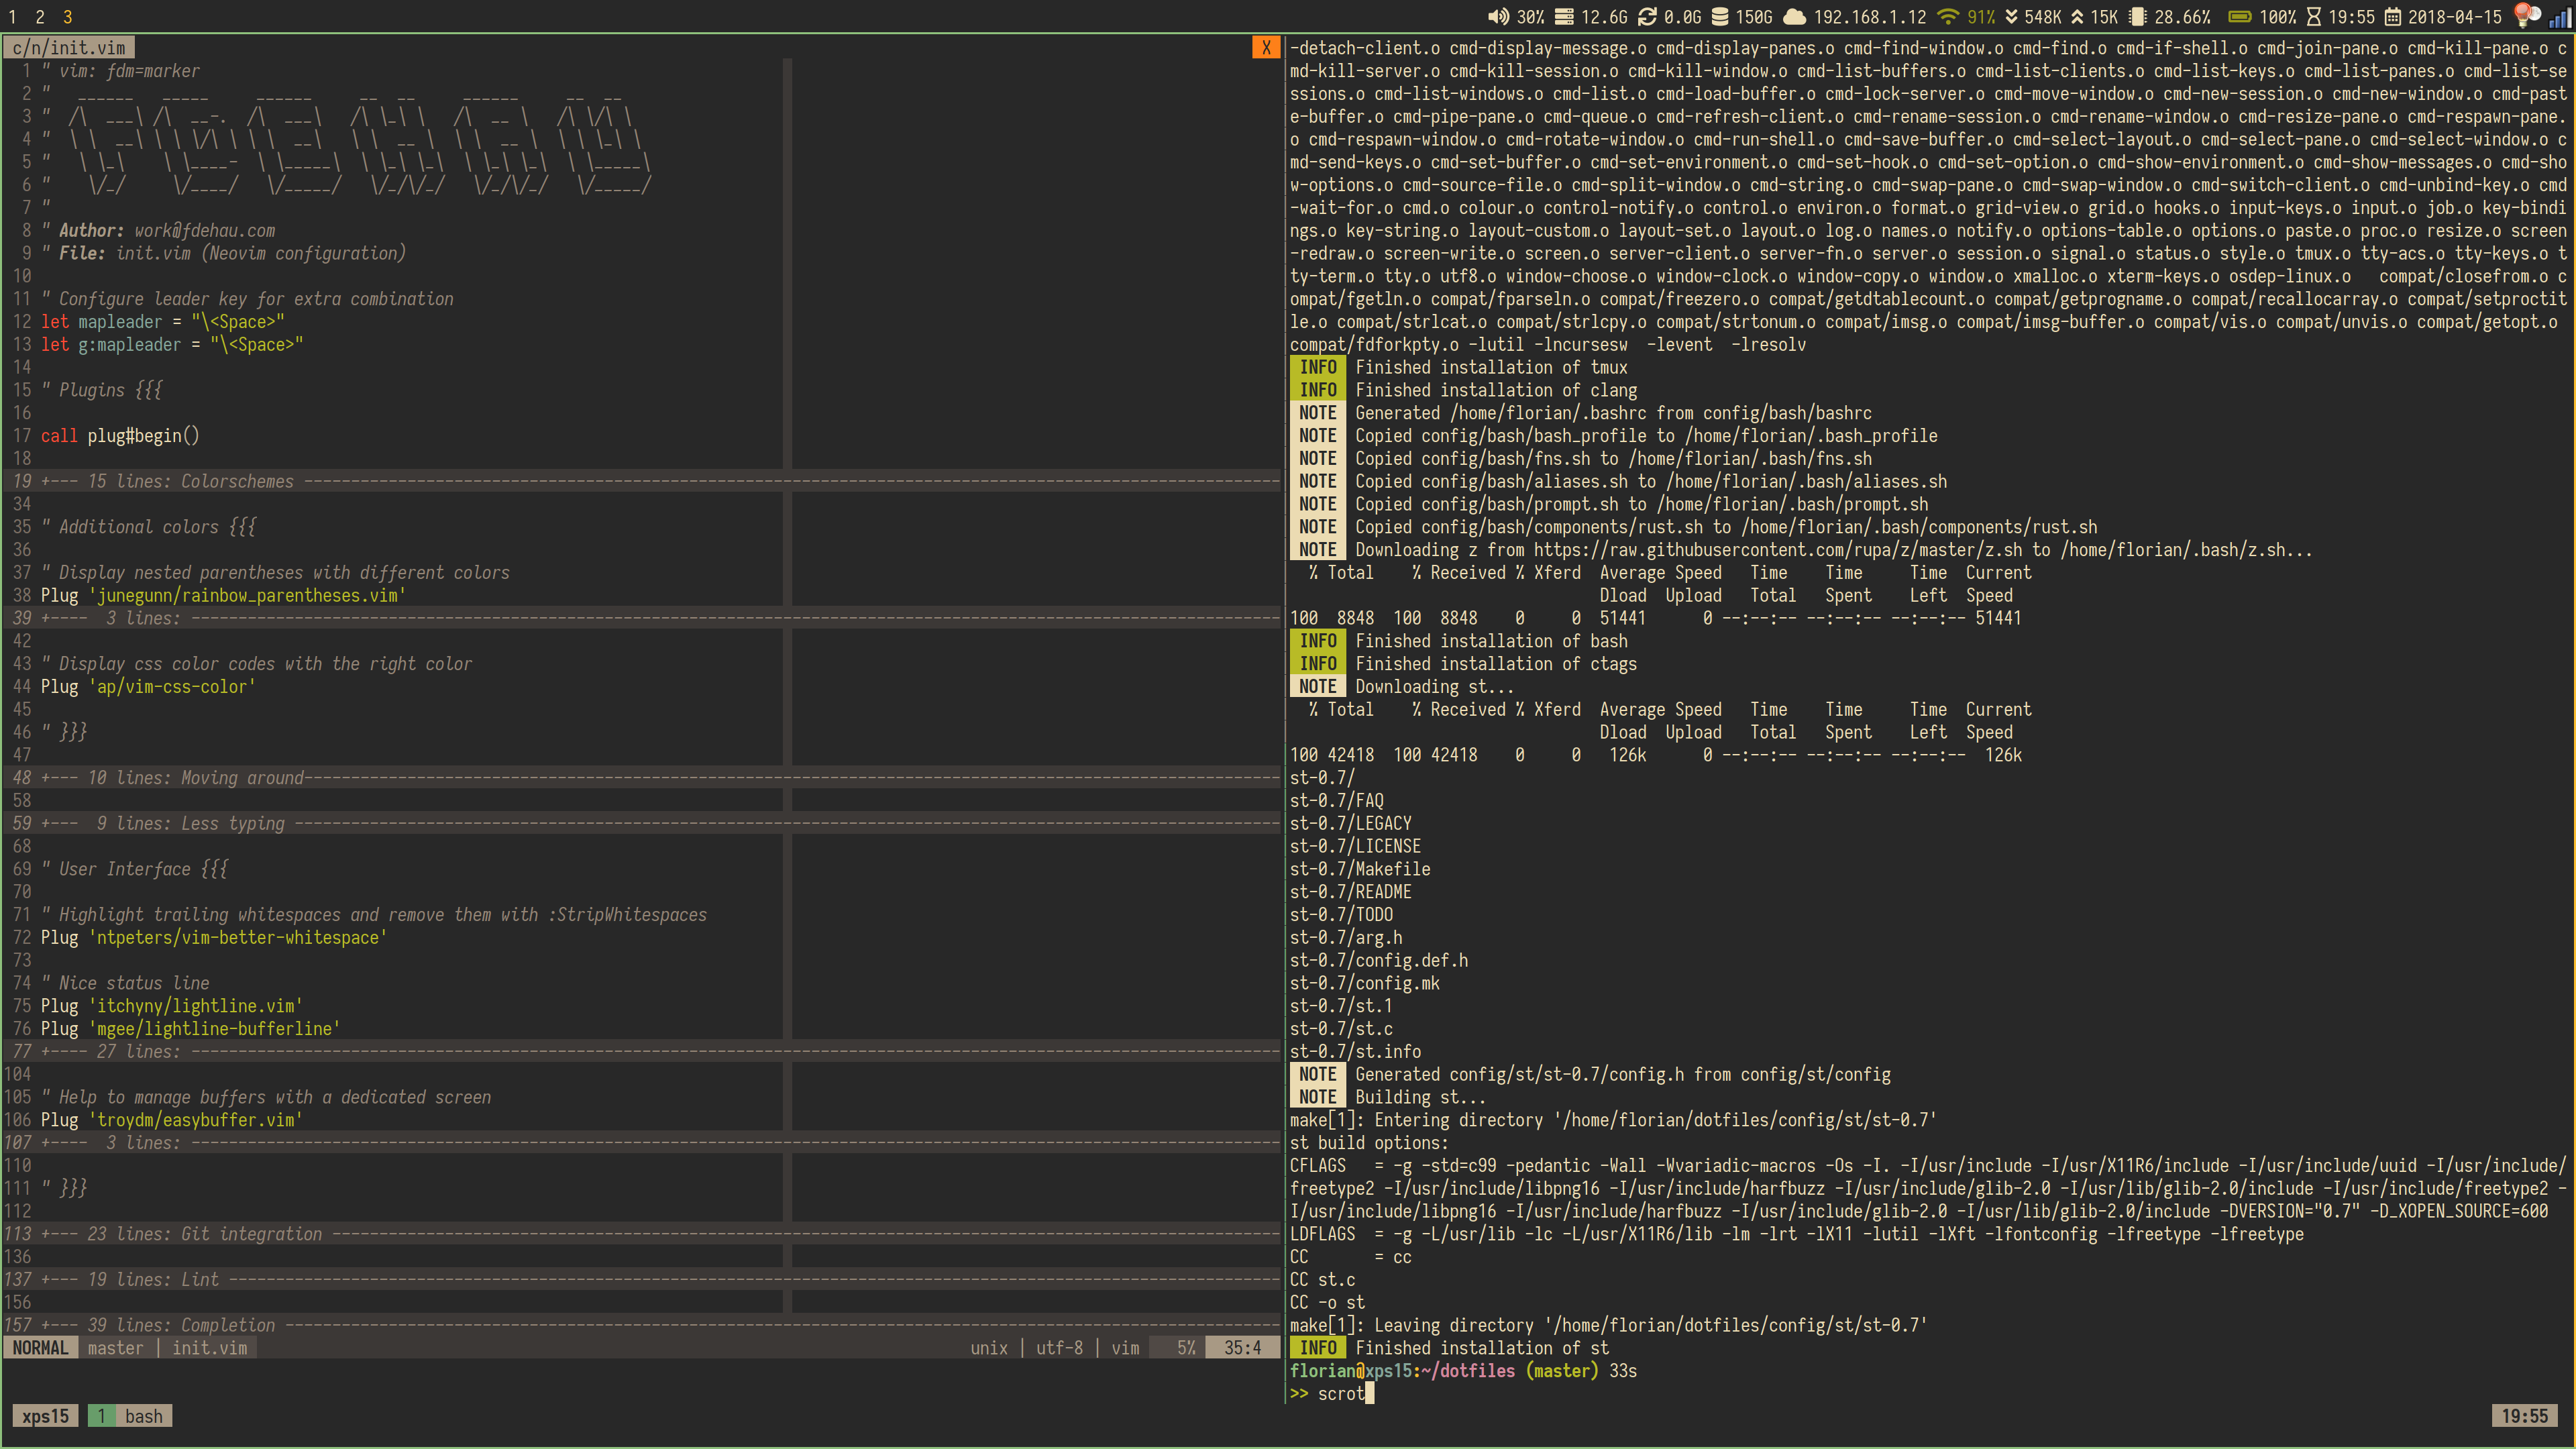 1 2 3
30% 12.6G 0.0G 150G 192.168.1.12 91% 548K 15K 28.66% 100% 19:55 2018-04-15
c/n/init.vim X
1 " vim: fdm=marker
2 "   ______   _____     ______     __  __     ______     __  __
3 "  /\  ___\ /\  __-.  /\  ___\   /\ \_\ \   /\  __ \   /\ \/\ \
4 "  \ \  __\ \ \ \/\ \ \ \  __\   \ \  __ \  \ \  __ \  \ \ \_\ \
5 "   \ \_\    \ \____-  \ \_____\  \ \_\ \_\  \ \_\ \_\  \ \_____\
6 "    \/_/     \/____/   \/_____/   \/_/\/_/   \/_/\/_/   \/_____/
7 "
8 " Author: work@fdehau.com
9 " File: init.vim (Neovim configuration)
10
11 " Configure leader key for extra combination
12 let mapleader = "\<Space>"
13 let g:mapleader = "\<Space>"
14
15 " Plugins {{{
16
17 call plug#begin()
18
19 +--- 15 lines: Colorschemes ---
34
35 " Additional colors {{{
36
37 " Display nested parentheses with different colors
38 Plug 'junegunn/rainbow_parentheses.vim'
39 +---- 3 lines: ---
42
43 " Display css color codes with the right color
44 Plug 'ap/vim-css-color'
45
46 " }}}
47
48 +--- 10 lines: Moving around---
58
59 +--- 9 lines: Less typing ---
68
69 " User Interface {{{
70
71 " Highlight trailing whitespaces and remove them with :StripWhitespaces
72 Plug 'ntpeters/vim-better-whitespace'
73
74 " Nice status line
75 Plug 'itchyny/lightline.vim'
76 Plug 'mgee/lightline-bufferline'
77 +---- 27 lines: ---
104
105 " Help to manage buffers with a dedicated screen
106 Plug 'troydm/easybuffer.vim'
107 +---- 3 lines: ---
110
111 " }}}
112
113 +--- 23 lines: Git integration ---
136
137 +--- 19 lines: Lint ---
156
157 +--- 39 lines: Completion ---
NORMAL master | init.vim unix | utf-8 | vim 5% 35:4
-detach-client.o cmd-display-message.o cmd-display-panes.o cmd-find-window.o cmd-find.o cmd-if-shell.o cmd-join-pane.o cmd-kill-pane.o c
md-kill-server.o cmd-kill-session.o cmd-kill-window.o cmd-list-buffers.o cmd-list-clients.o cmd-list-keys.o cmd-list-panes.o cmd-list-se
ssions.o cmd-list-windows.o cmd-list.o cmd-load-buffer.o cmd-lock-server.o cmd-move-window.o cmd-new-session.o cmd-new-window.o cmd-past
e-buffer.o cmd-pipe-pane.o cmd-queue.o cmd-refresh-client.o cmd-rename-session.o cmd-rename-window.o cmd-resize-pane.o cmd-respawn-pane.
o cmd-respawn-window.o cmd-rotate-window.o cmd-run-shell.o cmd-save-buffer.o cmd-select-layout.o cmd-select-pane.o cmd-select-window.o c
md-send-keys.o cmd-set-buffer.o cmd-set-environment.o cmd-set-hook.o cmd-set-option.o cmd-show-environment.o cmd-show-messages.o cmd-sho
w-options.o cmd-source-file.o cmd-split-window.o cmd-string.o cmd-swap-pane.o cmd-swap-window.o cmd-switch-client.o cmd-unbind-key.o cmd
-wait-for.o cmd.o colour.o control-notify.o control.o environ.o format.o grid-view.o grid.o hooks.o input-keys.o input.o job.o key-bindi
ngs.o key-string.o layout-custom.o layout-set.o layout.o log.o names.o notify.o options-table.o options.o paste.o proc.o resize.o screen
-redraw.o screen-write.o screen.o server-client.o server-fn.o server.o session.o signal.o status.o style.o tmux.o tty-acs.o tty-keys.o t
ty-term.o tty.o utf8.o window-choose.o window-clock.o window-copy.o window.o xmalloc.o xterm-keys.o osdep-linux.o   compat/closefrom.o c
ompat/fgetln.o compat/fparseln.o compat/freezero.o compat/getdtablecount.o compat/getprogname.o compat/recallocarray.o compat/setproctit
le.o compat/strlcat.o compat/strlcpy.o compat/strtonum.o compat/imsg.o compat/imsg-buffer.o compat/vis.o compat/unvis.o compat/getopt.o
compat/fdforkpty.o -lutil -lncursesw  -levent  -lresolv
INFO Finished installation of tmux
INFO Finished installation of clang
NOTE Generated /home/florian/.bashrc from config/bash/bashrc
NOTE Copied config/bash/bash_profile to /home/florian/.bash_profile
NOTE Copied config/bash/fns.sh to /home/florian/.bash/fns.sh
NOTE Copied config/bash/aliases.sh to /home/florian/.bash/aliases.sh
NOTE Copied config/bash/prompt.sh to /home/florian/.bash/prompt.sh
NOTE Copied config/bash/components/rust.sh to /home/florian/.bash/components/rust.sh
NOTE Downloading z from https://raw.githubusercontent.com/rupa/z/master/z.sh to /home/florian/.bash/z.sh...
% Total % Received % Xferd Average Speed Time Time Time Current
Dload Upload Total Spent Left Speed
100 8848 100 8848 0 0 51441 0 --:--:-- --:--:-- --:--:-- 51441
INFO Finished installation of bash
INFO Finished installation of ctags
NOTE Downloading st...
% Total % Received % Xferd Average Speed Time Time Time Current
Dload Upload Total Spent Left Speed
100 42418 100 42418 0 0 126k 0 --:--:-- --:--:-- --:--:-- 126k
st-0.7/
st-0.7/FAQ
st-0.7/LEGACY
st-0.7/LICENSE
st-0.7/Makefile
st-0.7/README
st-0.7/TODO
st-0.7/arg.h
st-0.7/config.def.h
st-0.7/config.mk
st-0.7/st.1
st-0.7/st.c
st-0.7/st.info
NOTE Generated config/st/st-0.7/config.h from config/st/config
NOTE Building st...
make[1]: Entering directory '/home/florian/dotfiles/config/st/st-0.7'
st build options:
CFLAGS = -g -std=c99 -pedantic -Wall -Wvariadic-macros -Os -I. -I/usr/include -I/usr/X11R6/include -I/usr/include/uuid -I/usr/include/
freetype2 -I/usr/include/libpng16 -I/usr/include/harfbuzz -I/usr/include/glib-2.0 -I/usr/lib/glib-2.0/include -I/usr/include/freetype2 -
I/usr/include/libpng16 -I/usr/include/harfbuzz -I/usr/include/glib-2.0 -I/usr/lib/glib-2.0/include -DVERSION="0.7" -D_XOPEN_SOURCE=600
LDFLAGS = -g -L/usr/lib -lc -L/usr/X11R6/lib -lm -lrt -lX11 -lutil -lXft -lfontconfig -lfreetype -lfreetype
CC = cc
CC st.c
CC -o st
make[1]: Leaving directory '/home/florian/dotfiles/config/st/st-0.7'
INFO Finished installation of st
florian@xps15:~/dotfiles (master) 33s
>> scrot
xps15 1 bash 19:55